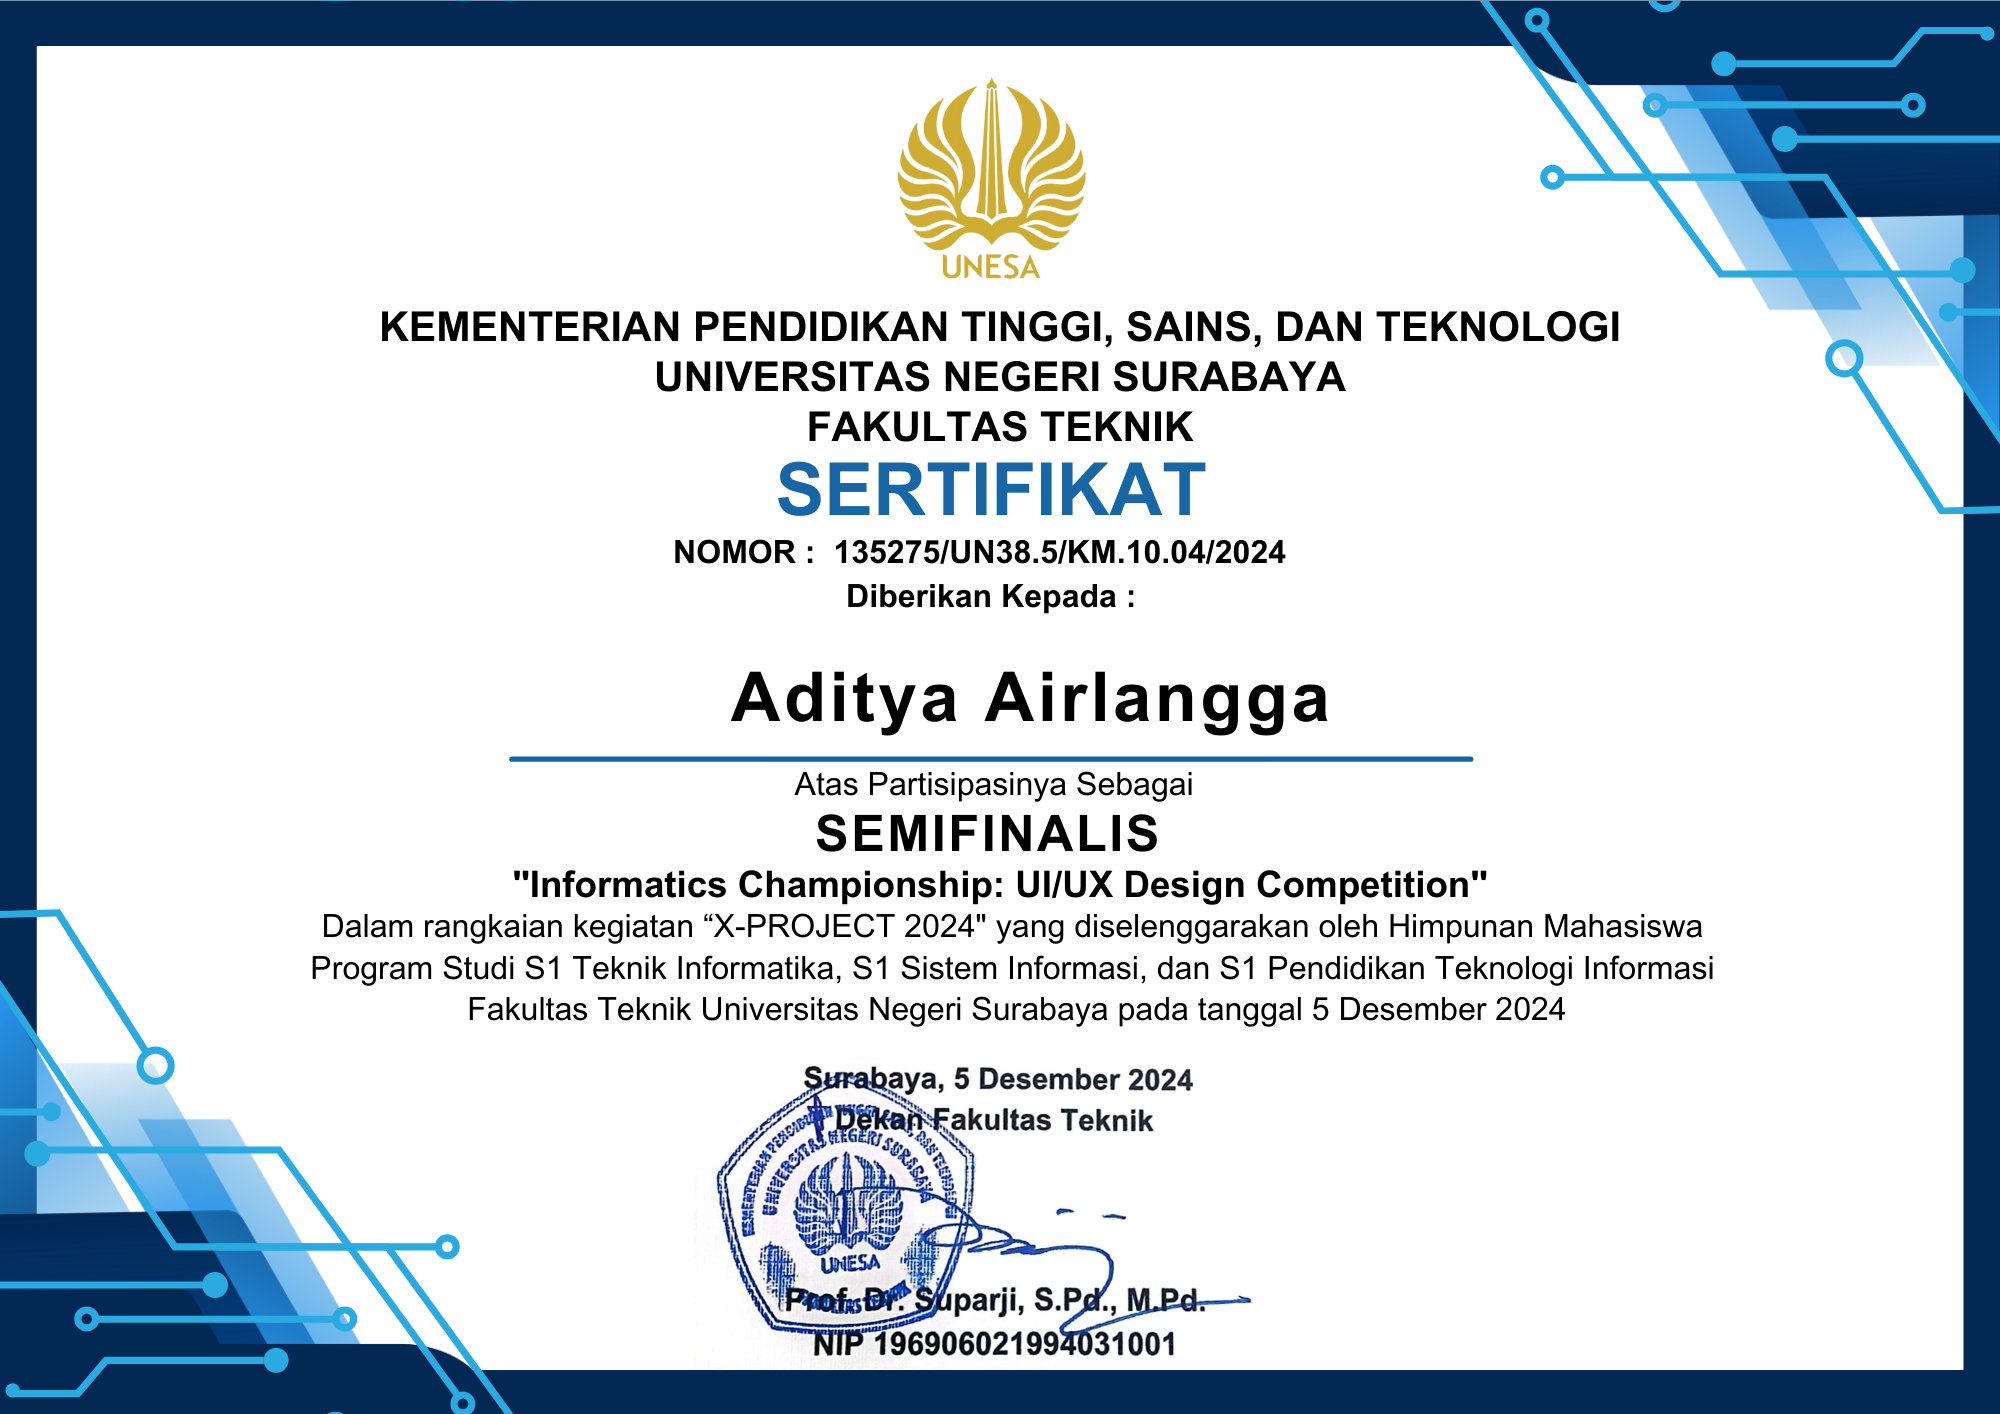 UNESA
KEMENTERIAN PENDIDIKAN TINGGI, SAINS, DAN TEKNOLOGI
UNIVERSITAS NEGERI SURABAYA
FAKULTAS TEKNIK
SERTIFIKAT
NOMOR : 135275/UN38.5/KM.10.04/2024
Diberikan Kepada :
Aditya Airlangga
Atas Partisipasinya Sebagai
SEMIFINALIS
"Informatics Championship: UI/UX Design Competition"
Dalam rangkaian kegiatan “X-PROJECT 2024" yang diselenggarakan oleh Himpunan Mahasiswa
Program Studi S1 Teknik Informatika, S1 Sistem Informasi, dan S1 Pendidikan Teknologi Informasi
Fakultas Teknik Universitas Negeri Surabaya pada tanggal 5 Desember 2024
Surabaya, 5 Desember 2024
Dekan Fakultas Teknik
UNIVERSITAS NEGERI SURABAYA
UNESA
Prof. Dr. Suparji, S.Pd., M.Pd.
NIP 196906021994031001